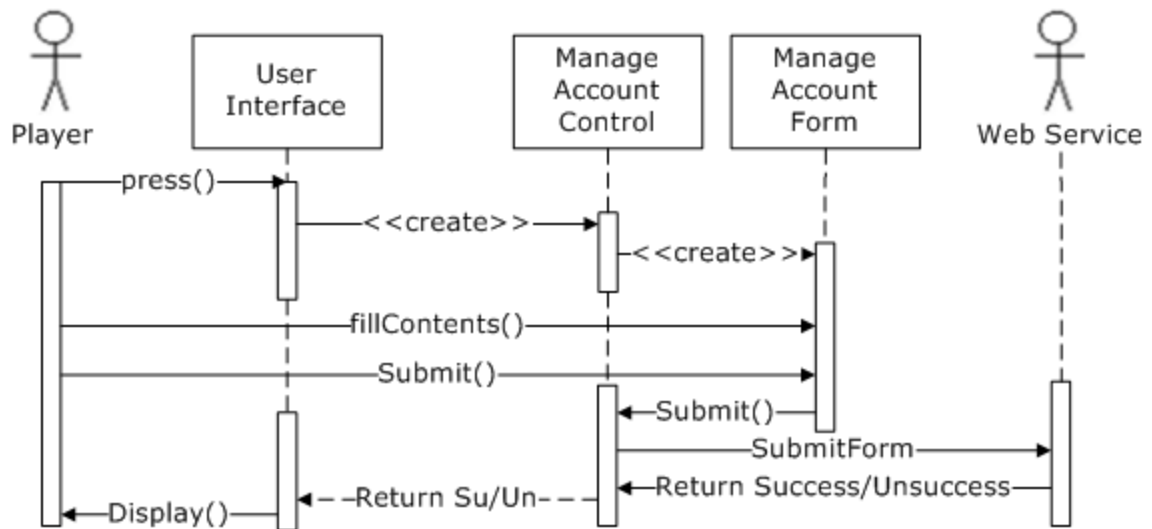 Player
User
Interface
Manage
Account
Control
Manage
Account
Form
Web Service
press()
<<create>>
<<create>>
fillContents()
Submit()
Submit()
SubmitForm
Return Success/Unsuccess
Return Su/Un
Display()